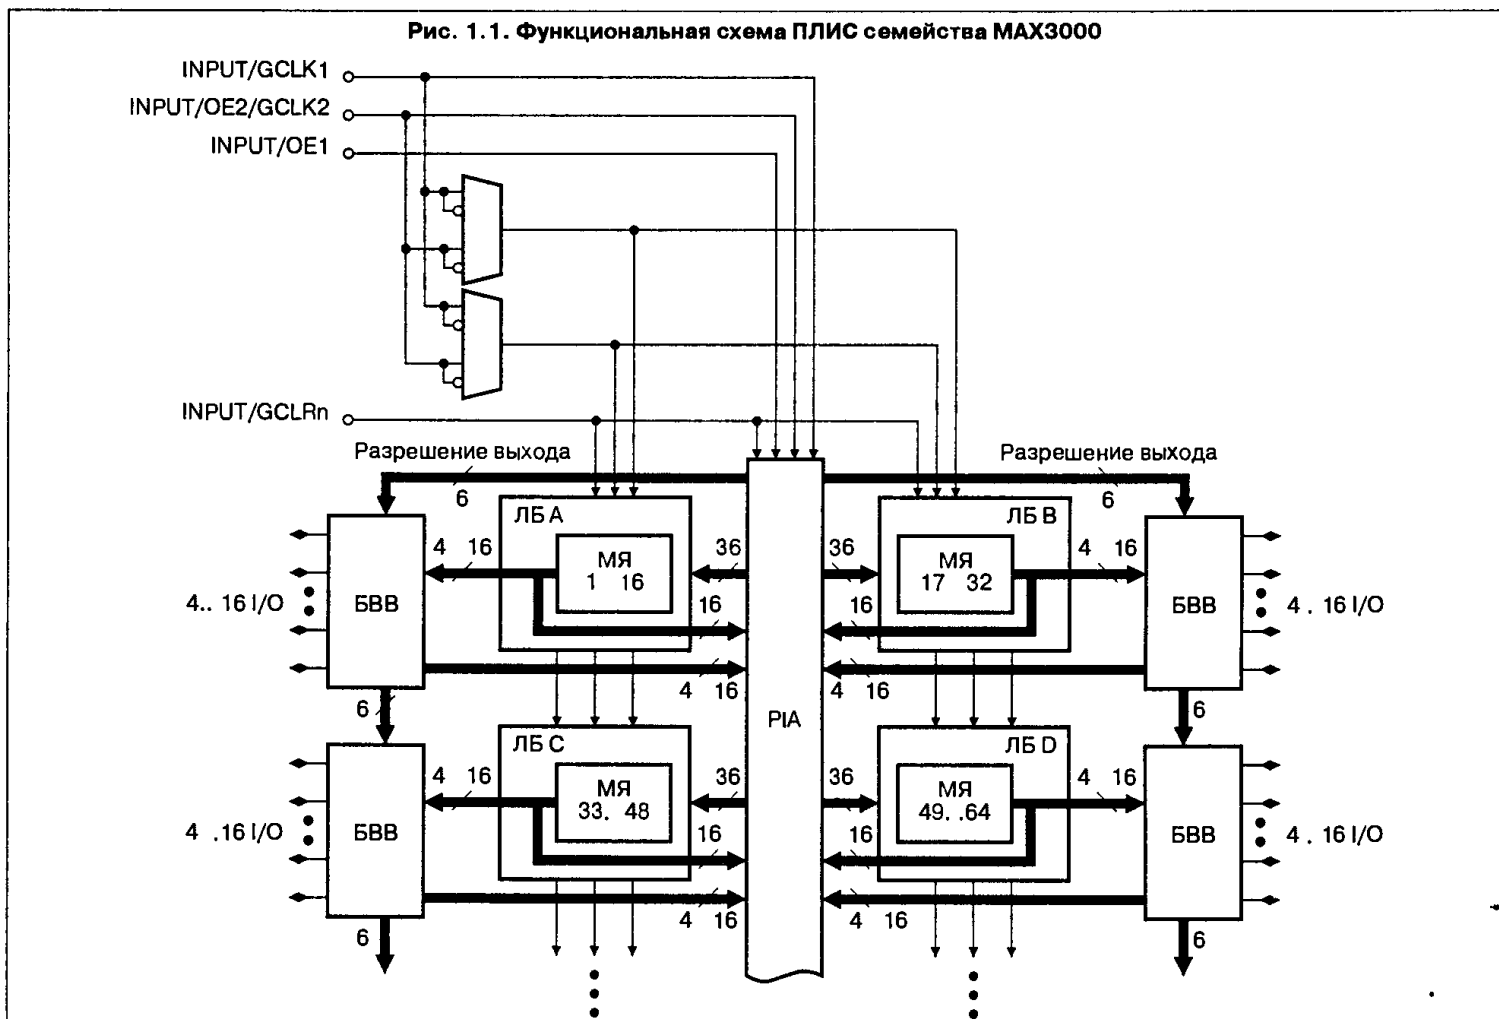 Рис. 1.1. Функциональная схема ПЛИС семейства MAX3000
INPUT/GCLK1
INPUT/OE2/GCLK2
INPUT/OE1
INPUT/GCLRn
Разрешение выхода
Разрешение выхода
6
6
ЛБ A
ЛБ B
4 16
МЯ
1 16
36
36
МЯ
17 32
4 16
БВВ
4.. 16 I/O
16
16
БВВ
4 . 16 I/O
4 16
4 16
6
PIA
6
ЛБ C
ЛБ D
4 16
МЯ
33. 48
36
36
МЯ
49. .64
4 16
БВВ
4 .16 I/O
16
16
БВВ
4 . 16 I/O
4 16
4 16
6
6